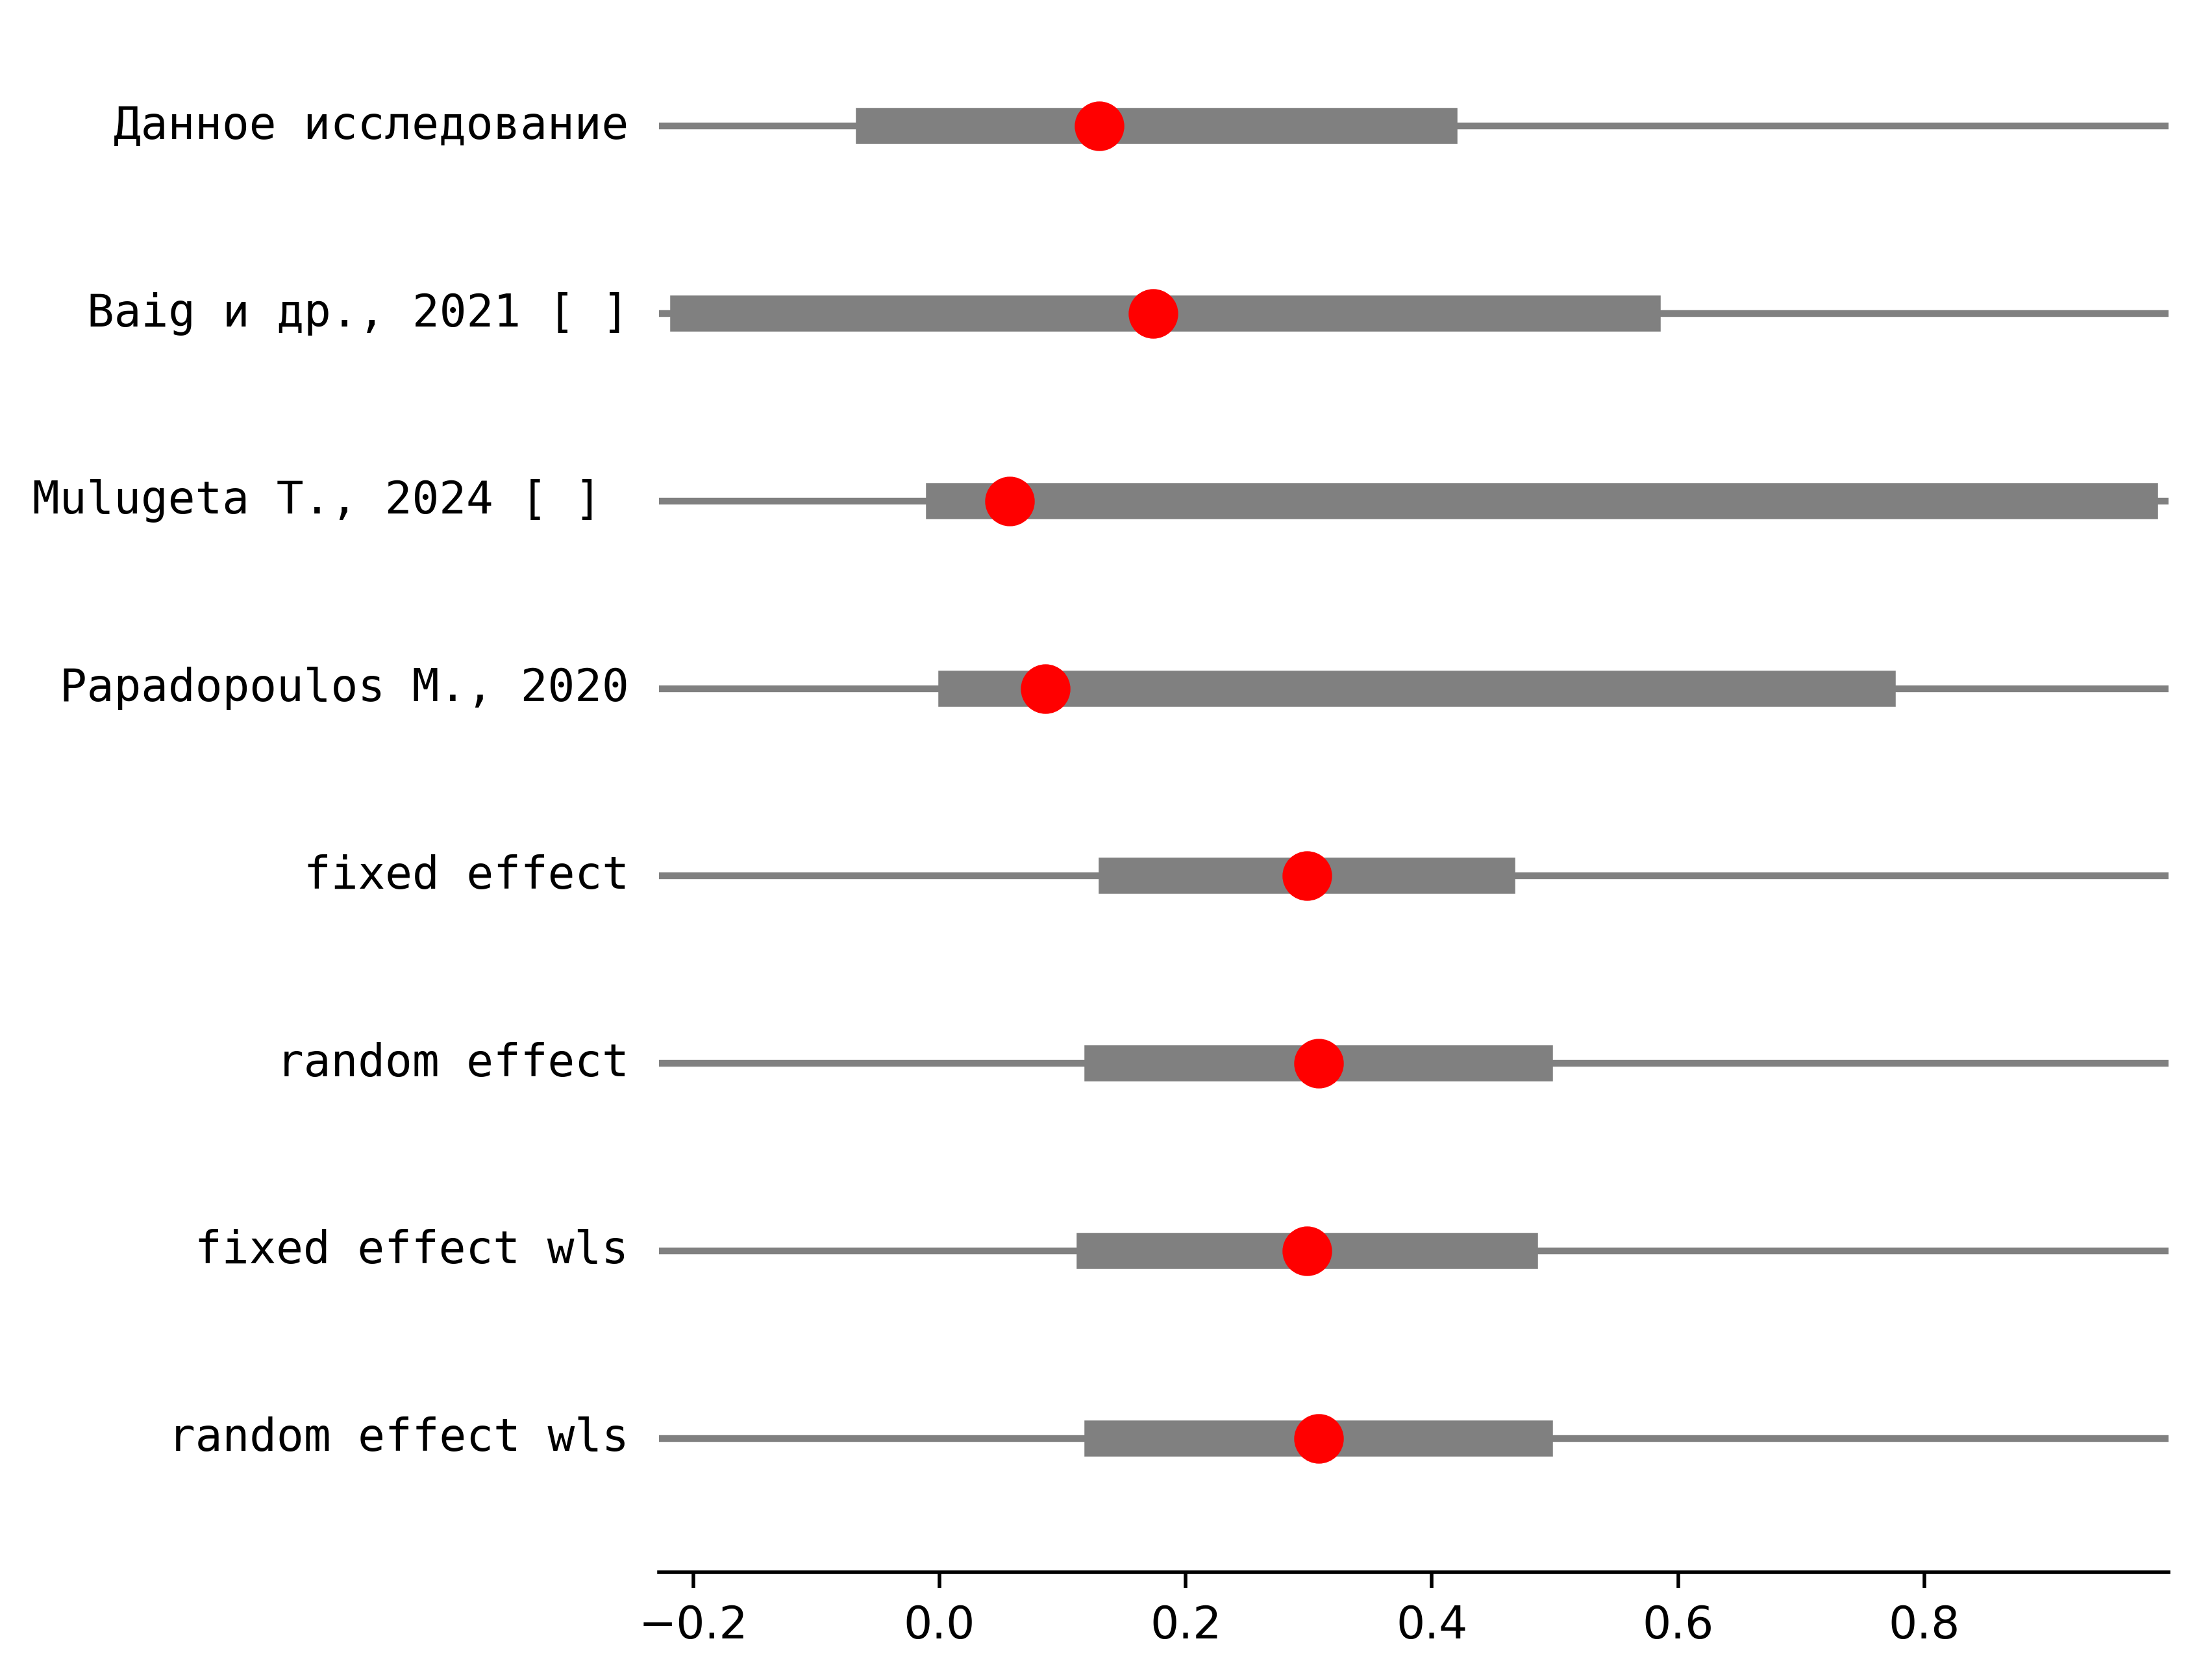 Данное исследование
Baig и др., 2021 [ ]
Mulugeta T., 2024 [ ]
Papadopoulos M., 2020
fixed effect
random effect
fixed effect wls
random effect wls
−0.2 0.0 0.2 0.4 0.6 0.8